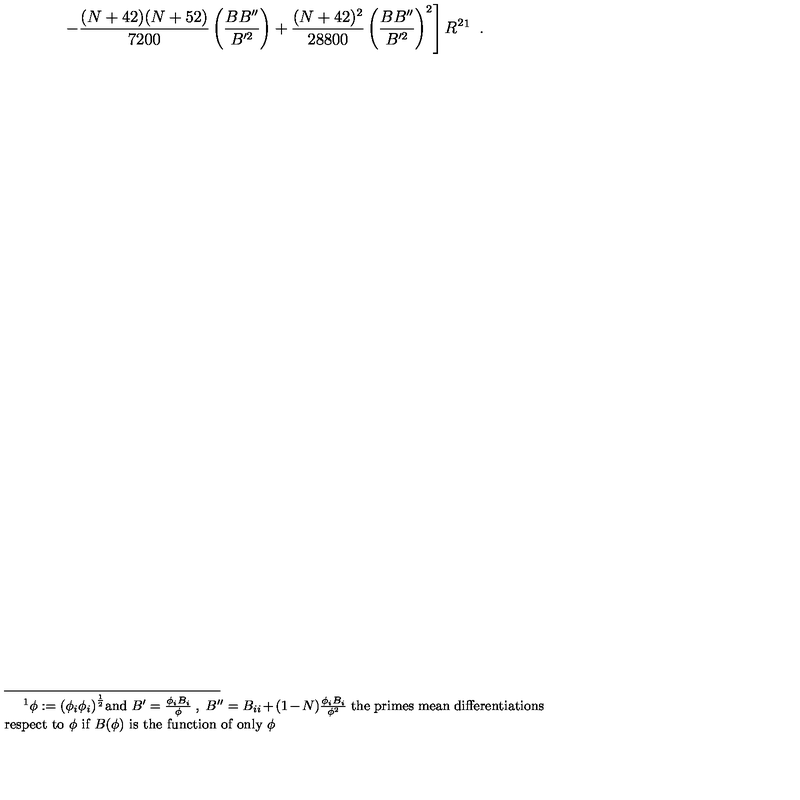 $\left. -\frac{(N+42)(N+52)}{7200} \left( \frac{BB''}{B'^2} \right) + \frac{(N+42)^2}{28800} \left( \frac{BB''}{B'^2} \right)^2 \right] R^{21} \ .$
$^1 \phi := (\phi_i \phi_i)^{\frac{1}{2}}$and $B' = \frac{\phi_i B_i}{\phi}$ , $B'' = B_{ii} + (1-N)\frac{\phi_i B_i}{\phi^2}$ the primes mean differentiations
respect to $\phi$ if $B(\phi)$ is the function of only $\phi$